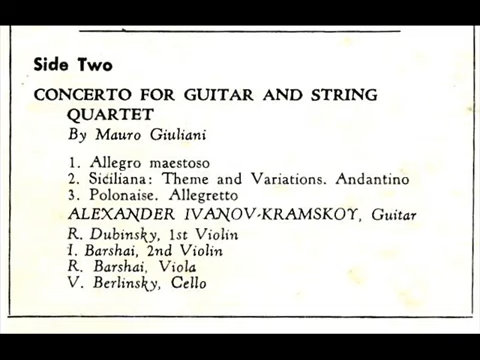 Side Two
CONCERTO FOR GUITAR AND STRING
QUARTET
By Mauro Giuliani
1. Allegro maestoso
2. Siciliana: Theme and Variations. Andantino
3. Polonaise. Allegretto
ALEXANDER IVANOV-KRAMSKOY, Guitar
R. Dubinsky, 1st Violin
I. Barshai, 2nd Violin
R. Barshai, Viola
V. Berlinsky, Cello